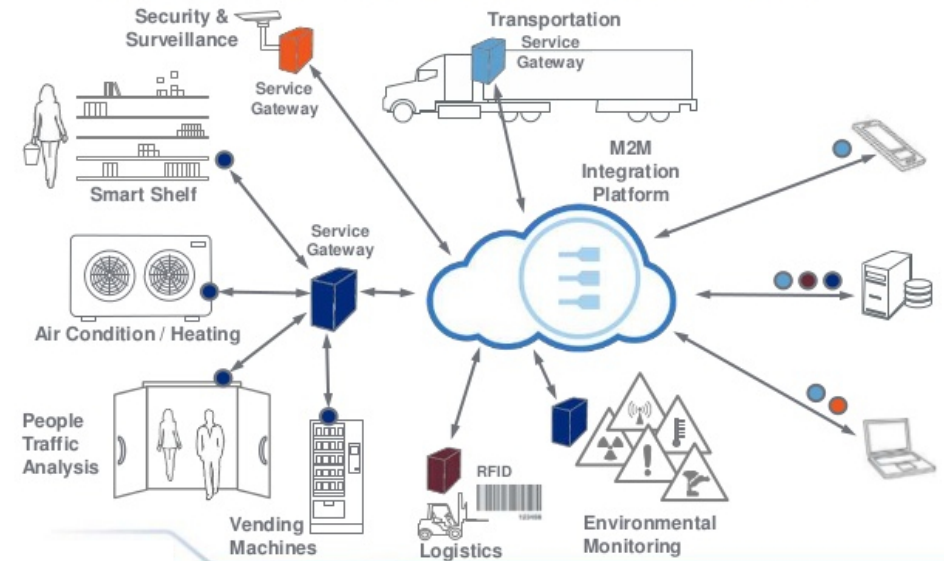 Security &
Surveillance
Service
Gateway
Transportation
Service
Gateway
M2M
Integration
Platform
Smart Shelf
Service
Gateway
Air Condition / Heating
People
Traffic
Analysis
Vending
Machines
RFID
123456
Logistics
Environmental
Monitoring